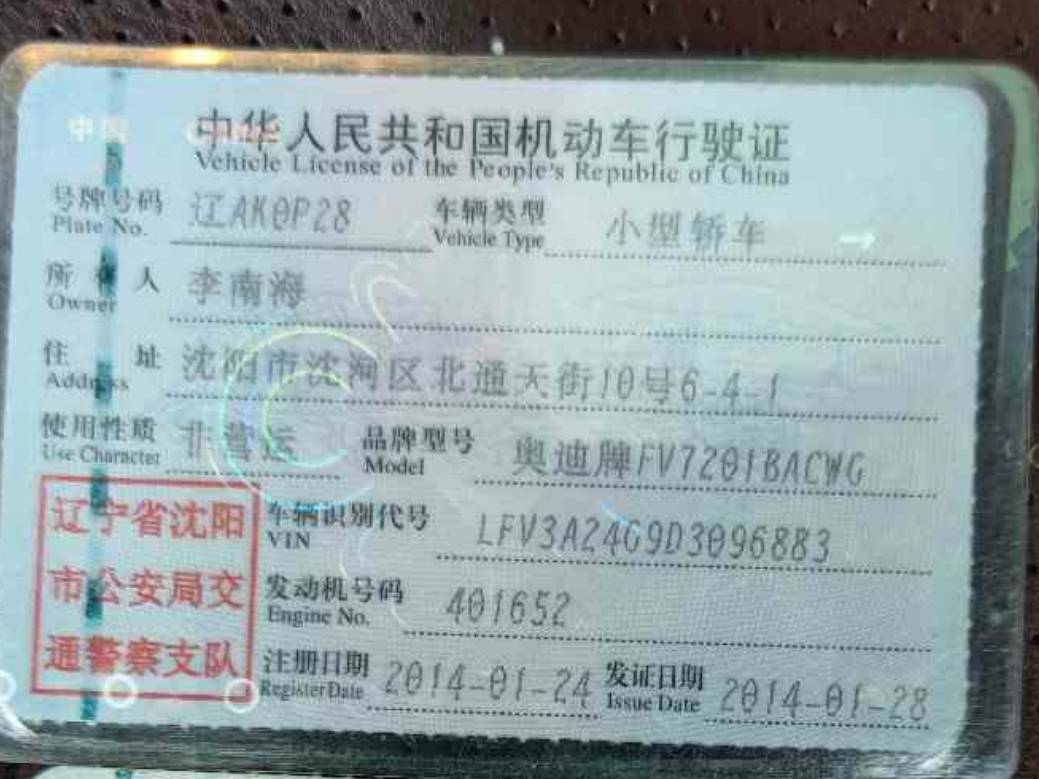 中华人民共和国机动车行驶证
Vehicle License of the People's Republic of China
号牌号码 辽AK0P28 车辆类型 小型轿车
Plate No. Vehicle Type
所有人 李南海
Owner
住址 沈阳市沈河区北通天街10号6-4-1
Address
使用性质 非营运 品牌型号 奥迪牌FV7201BACWG
Use Character Model
辽宁省沈阳
市公安局交
通警察支队
车辆识别代号 LFV3A24G9D3096883
VIN
发动机号码 401652
Engine No.
注册日期 2014-01-24 发证日期 2014-01-28
Register Date Issue Date